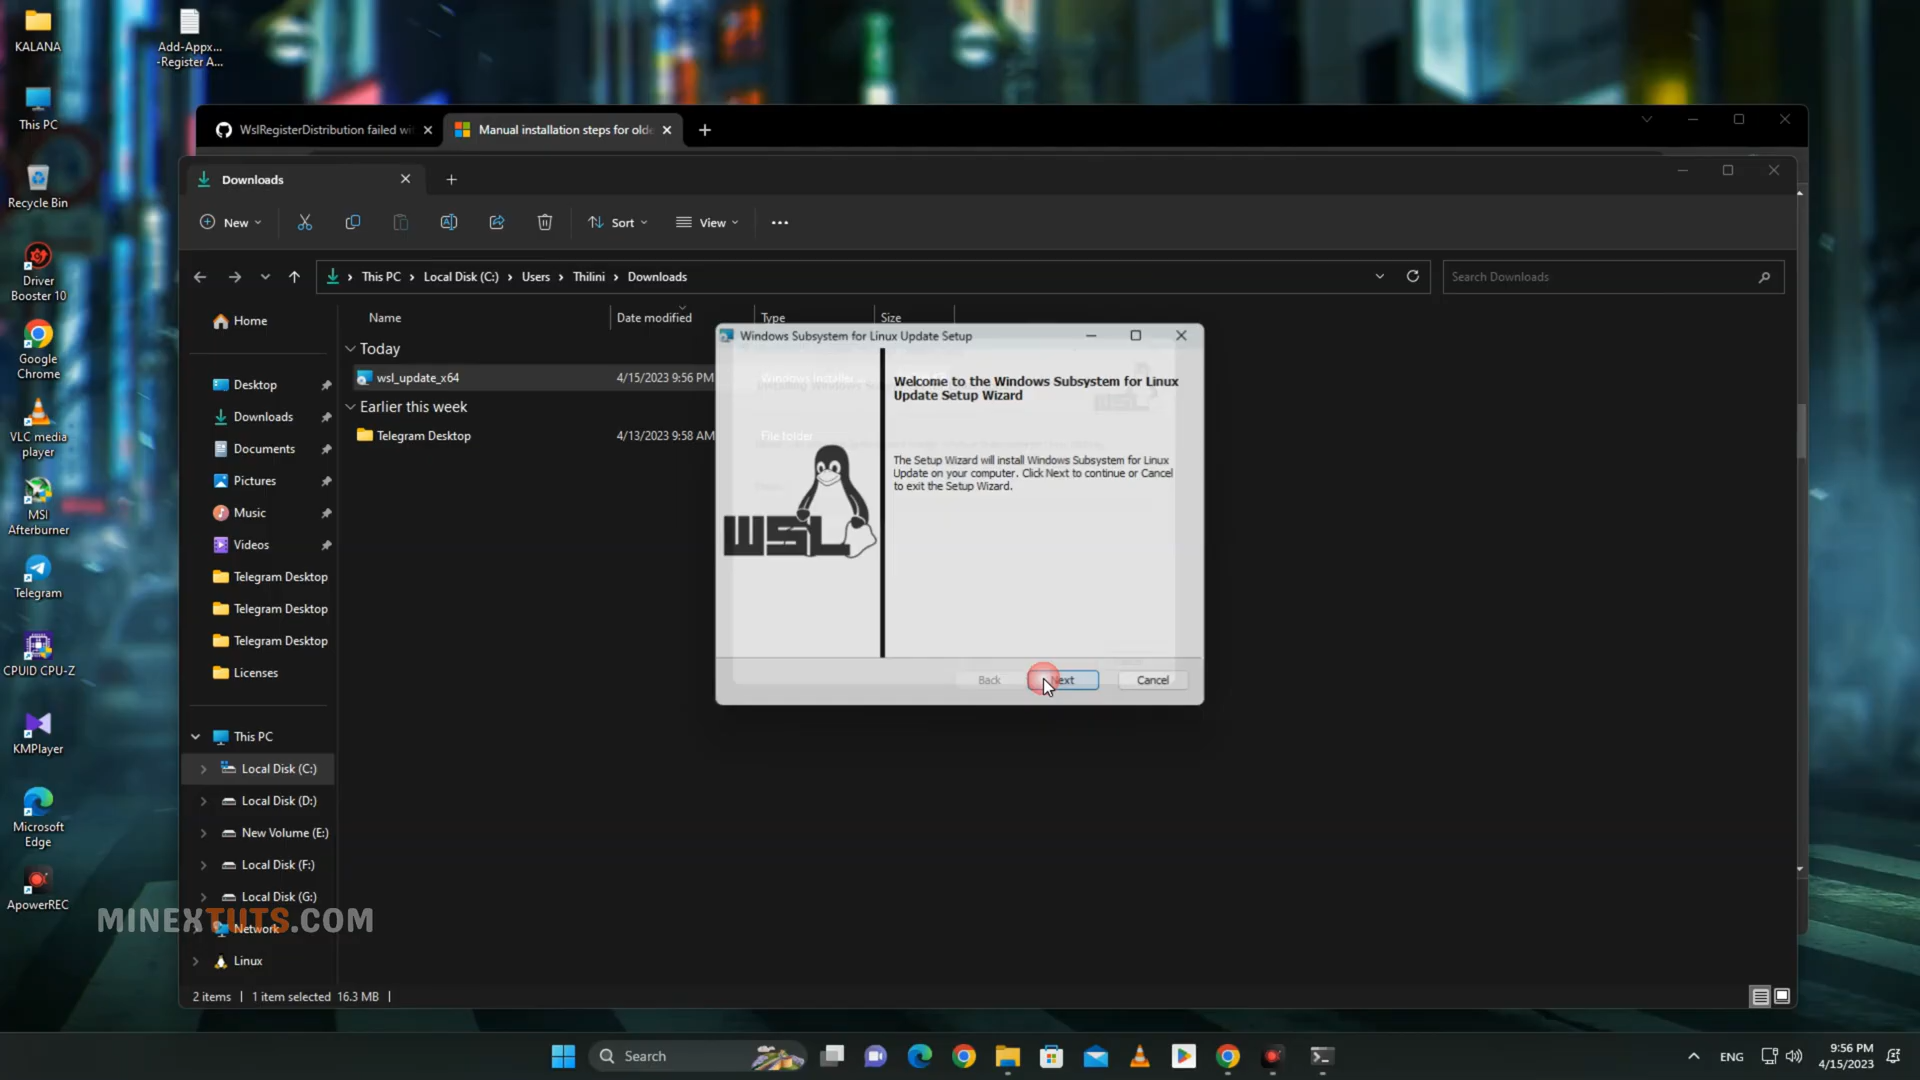 KALANA
Add-Appx...
-Register A...
This PC
Recycle Bin
Driver
Booster 10
Google
Chrome
VLC media
player
MSI
Afterburner
Telegram
CPUID CPU-Z
KMPlayer
Microsoft
Edge
ApowerREC
WslRegisterDistribution failed wi
Manual installation steps for olde
Downloads
New
Sort
View
This PC
Local Disk (C:)
Users
Thilini
Downloads
Search Downloads
Home
Desktop
Downloads
Documents
Pictures
Music
Videos
Telegram Desktop
Telegram Desktop
Telegram Desktop
Licenses
This PC
Local Disk (C:)
Local Disk (D:)
New Volume (E:)
Local Disk (F:)
Local Disk (G:)
Network
Linux
Name
Date modified
Type
Size
Today
wsl_update_x64
4/15/2023 9:56 PM
Windows Installer
Earlier this week
Telegram Desktop
4/13/2023 9:58 AM
File folder
Windows Subsystem for Linux Update Setup
Welcome to the Windows Subsystem for Linux
Update Setup Wizard
The Setup Wizard will install Windows Subsystem for Linux
Update on your computer. Click Next to continue or Cancel
to exit the Setup Wizard.
WSL
Back
Next
Cancel
MINEXTUTS.COM
2 items
1 item selected 16.3 MB
Search
ENG
9:56 PM
4/15/2023